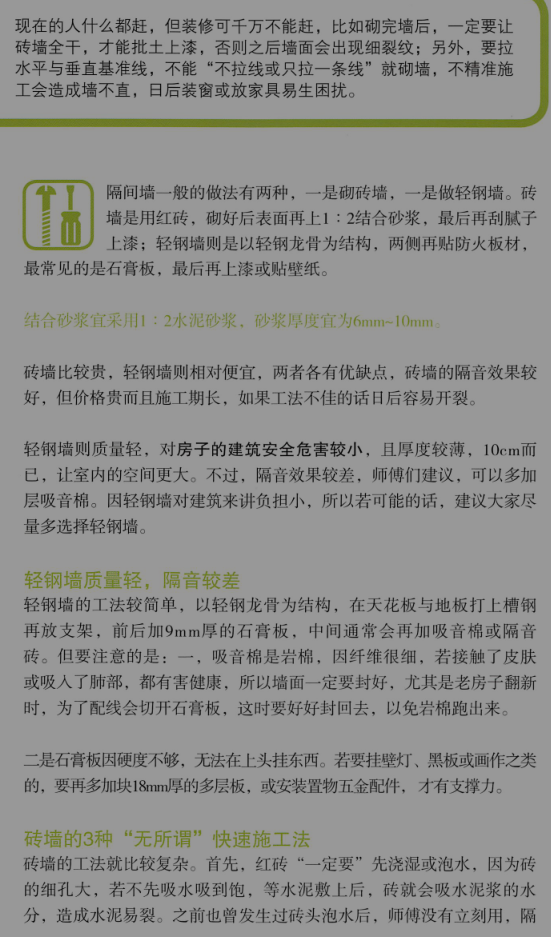 现在的人什么都赶，但装修可千万不能赶，比如砌完墙后，一定要让
砖墙全干，才能批土上漆，否则之后墙面会出现细裂纹；另外，要拉
水平与垂直基准线，不能“不拉线或只拉一条线”就砌墙，不精准施
工会造成墙不直，日后装窗或放家具易生困扰。
隔间墙一般的做法有两种，一是砌砖墙，一是做轻钢墙。砖
墙是用红砖，砌好后表面再上1：2结合砂浆，最后再刮腻子
上漆；轻钢墙则是以轻钢龙骨为结构，两侧再贴防火板材，
最常见的是石膏板，最后再上漆或贴壁纸。
结合砂浆宜采用1：2水泥砂浆，砂浆厚度宜为6mm~10mm。
砖墙比较贵，轻钢墙则相对便宜，两者各有优缺点，砖墙的隔音效果较
好，但价格贵而且施工期长，如果工法不佳的话日后容易开裂。
轻钢墙则质量轻，对房子的建筑安全危害较小，且厚度较薄，10cm而
已，让室内的空间更大。不过，隔音效果较差，师傅们建议，可以多加
层吸音棉。因轻钢墙对建筑来讲负担小，所以若可能的话，建议大家尽
量多选择轻钢墙。
轻钢墙质量轻，隔音较差
轻钢墙的工法较简单，以轻钢龙骨为结构，在天花板与地板打上槽钢
再放支架，前后加9mm厚的石膏板，中间通常会再加吸音棉或隔音
砖。但要注意的是：一，吸音棉是岩棉，因纤维很细，若接触了皮肤
或吸入了肺部，都有害健康，所以墙面一定要封好，尤其是老房子翻新
时，为了配线会切开石膏板，这时要好好封回去，以免岩棉跑出来。
二是石膏板因硬度不够，无法在上头挂东西。若要挂壁灯、黑板或画作之类
的，要再多加块18mm厚的多层板，或安装置物五金配件，才有支撑力。
砖墙的3种“无所谓”快速施工法
砖墙的工法就比较复杂。首先，红砖“一定要”先浇湿或泡水，因为砖
的细孔大，若不先吸水吸到饱，等水泥敷上后，砖就会吸水泥浆的水
分，造成水泥易裂。之前也曾发生过砖头泡水后，师傅没有立刻用，隔